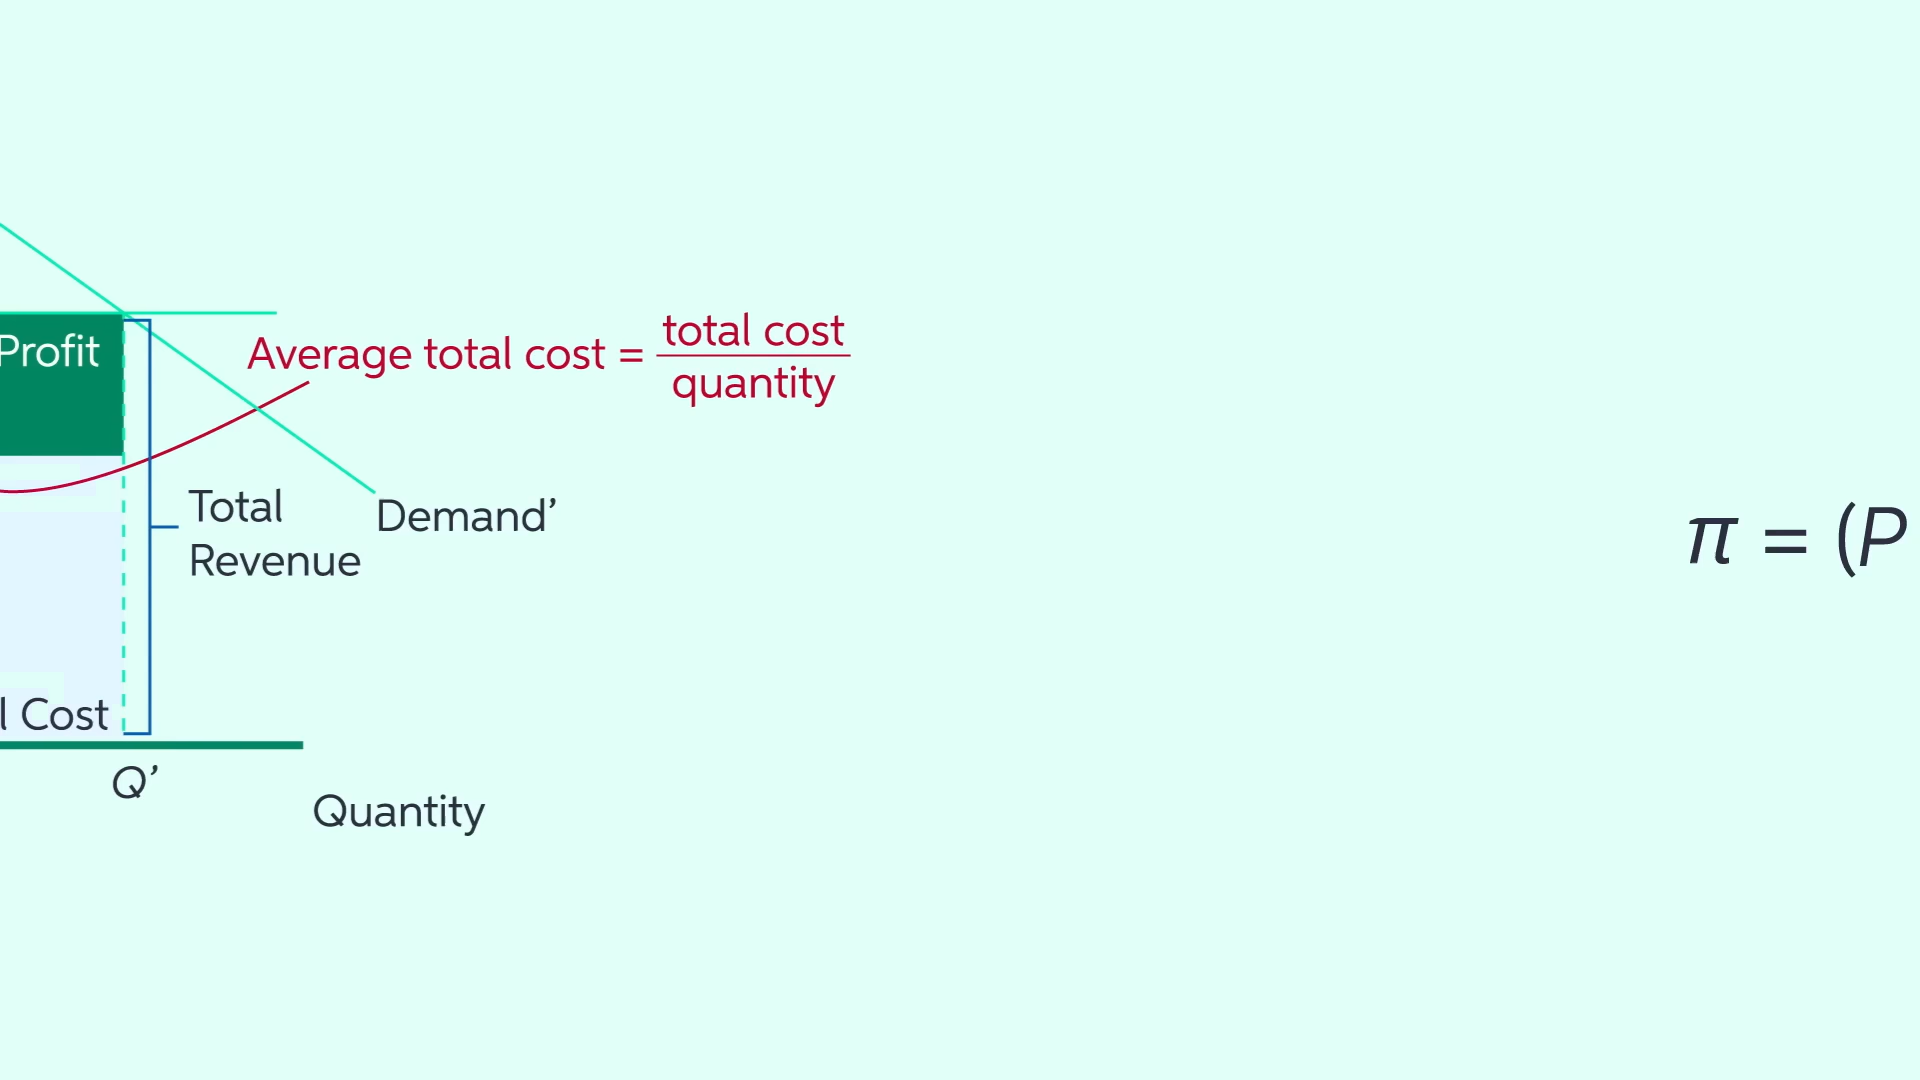 Profit
Average total cost = total cost
quantity
Total
Revenue
Demand’
l Cost
Q’
Quantity
π = (P